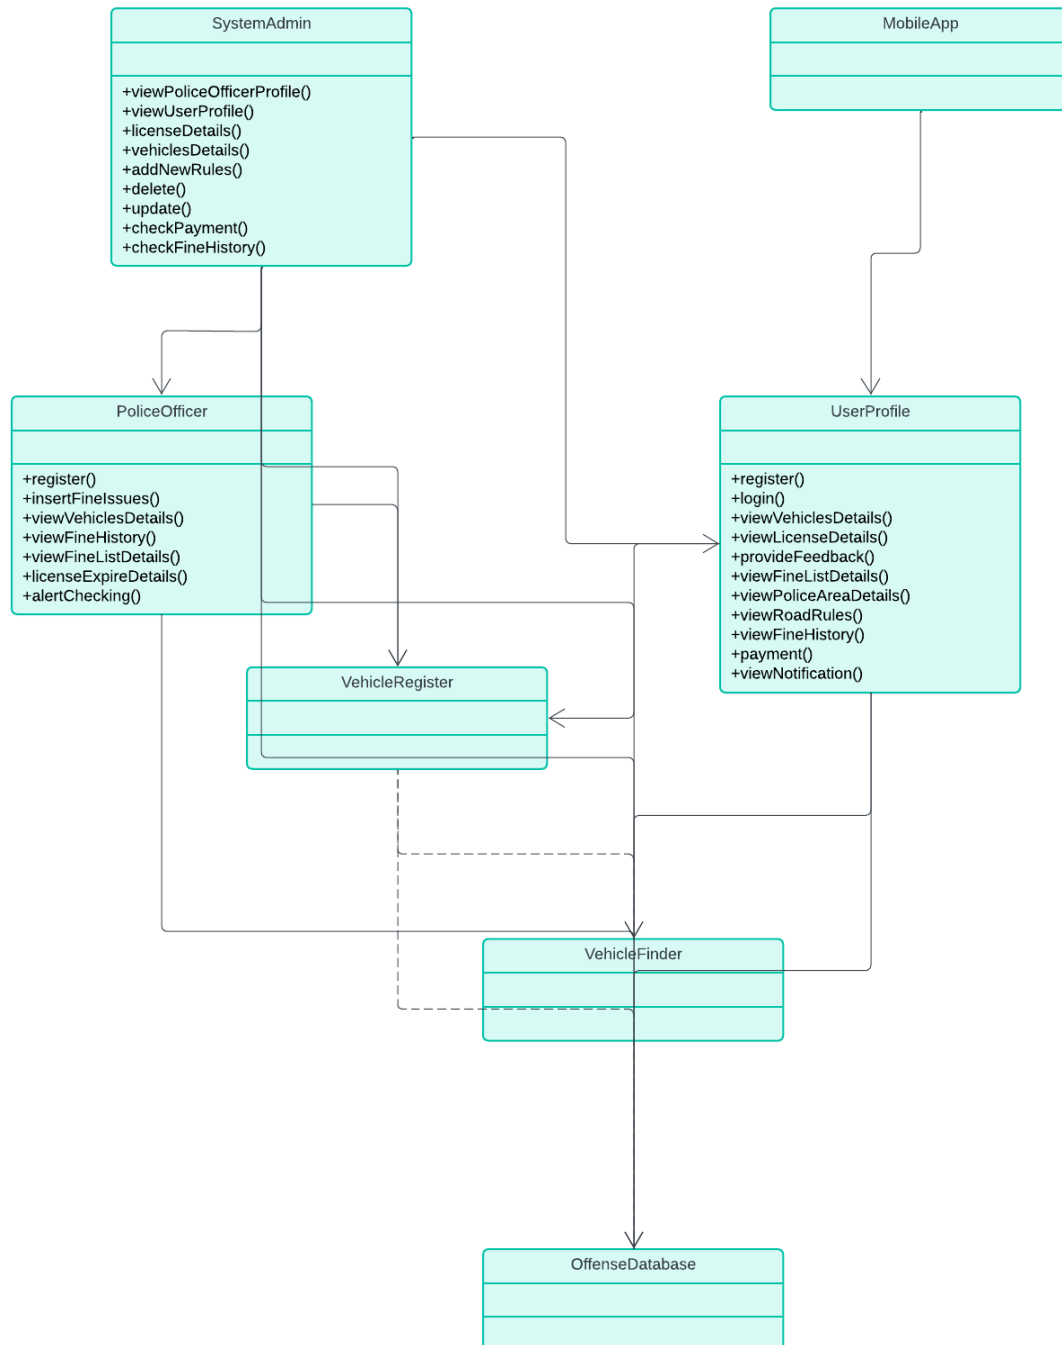 SystemAdmin
+viewPoliceOfficerProfile()
+viewUserProfile()
+licenseDetails()
+vehiclesDetails()
+addNewRules()
+delete()
+update()
+checkPayment()
+checkFineHistory()
MobileApp
PoliceOfficer
+register()
+insertFineIssues()
+viewVehiclesDetails()
+viewFineHistory()
+viewFineListDetails()
+licenseExpireDetails()
+alertChecking()
UserProfile
+register()
+login()
+viewVehiclesDetails()
+viewLicenseDetails()
+provideFeedback()
+viewFineListDetails()
+viewPoliceAreaDetails()
+viewRoadRules()
+viewFineHistory()
+payment()
+viewNotification()
VehicleRegister
VehicleFinder
OffenseDatabase